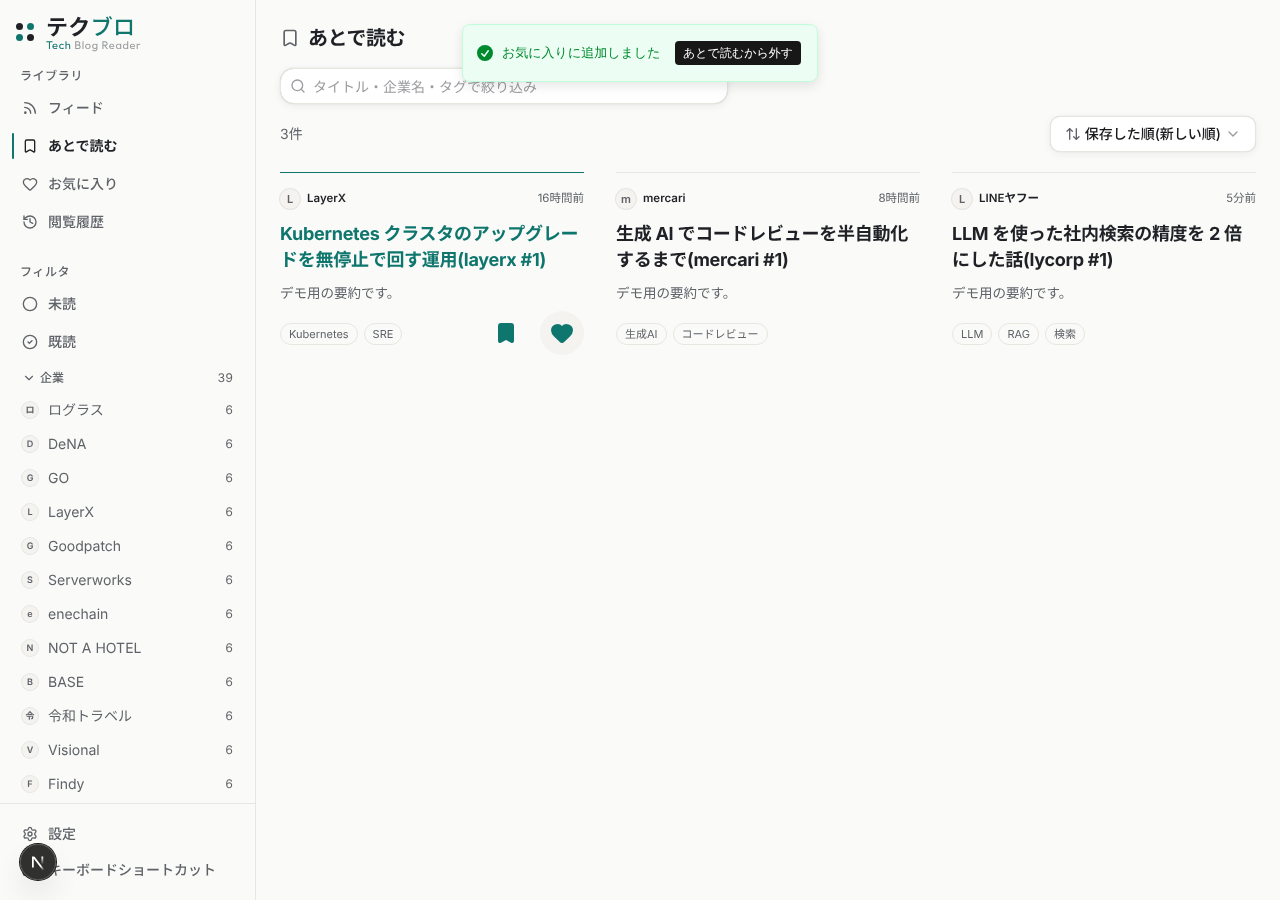 テクブロ
Tech Blog Reader
ライブラリ
フィード
あとで読む
お気に入り
閲覧履歴
フィルタ
未読
既読
企業 39
ロ ログラス 6
D DeNA 6
G GO 6
L LayerX 6
G Goodpatch 6
S Serverworks 6
e enechain 6
N NOT A HOTEL 6
B BASE 6
令 令和トラベル 6
V Visional 6
F Findy 6
設定
N キーボードショートカット
あとで読む
お気に入りに追加しました あとで読むから外す
タイトル・企業名・タグで絞り込み
3件 保存した順(新しい順)
L LayerX 16時間前
Kubernetes クラスタのアップグレー
ドを無停止で回す運用(layerx #1)
デモ用の要約です。
Kubernetes SRE
m mercari 8時間前
生成 AI でコードレビューを半自動化
するまで(mercari #1)
デモ用の要約です。
生成AI コードレビュー
L LINEヤフー 5分前
LLM を使った社内検索の精度を 2 倍
にした話(lycorp #1)
デモ用の要約です。
LLM RAG 検索